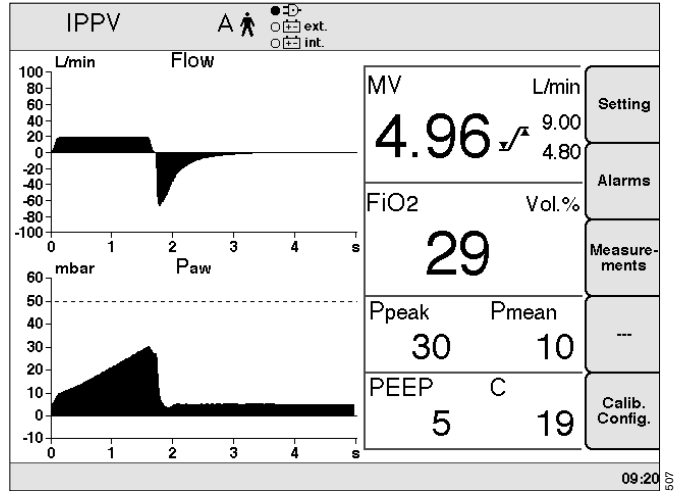 IPPV A ext.
int.
L/min Flow
100
80
60
40
20
0
-20
-40
-60
-80
-100
0 1 2 3 4 s
mbar Paw
60
50
40
30
20
10
0
-10
0 1 2 3 4 s
MV L/min
4.96 9.00
4.80
FiO2 Vol.%
29
Ppeak Pmean
30 10
PEEP C
5 19
Setting
Alarms
Measure-
ments
---
Calib.
Config.
09:20
507